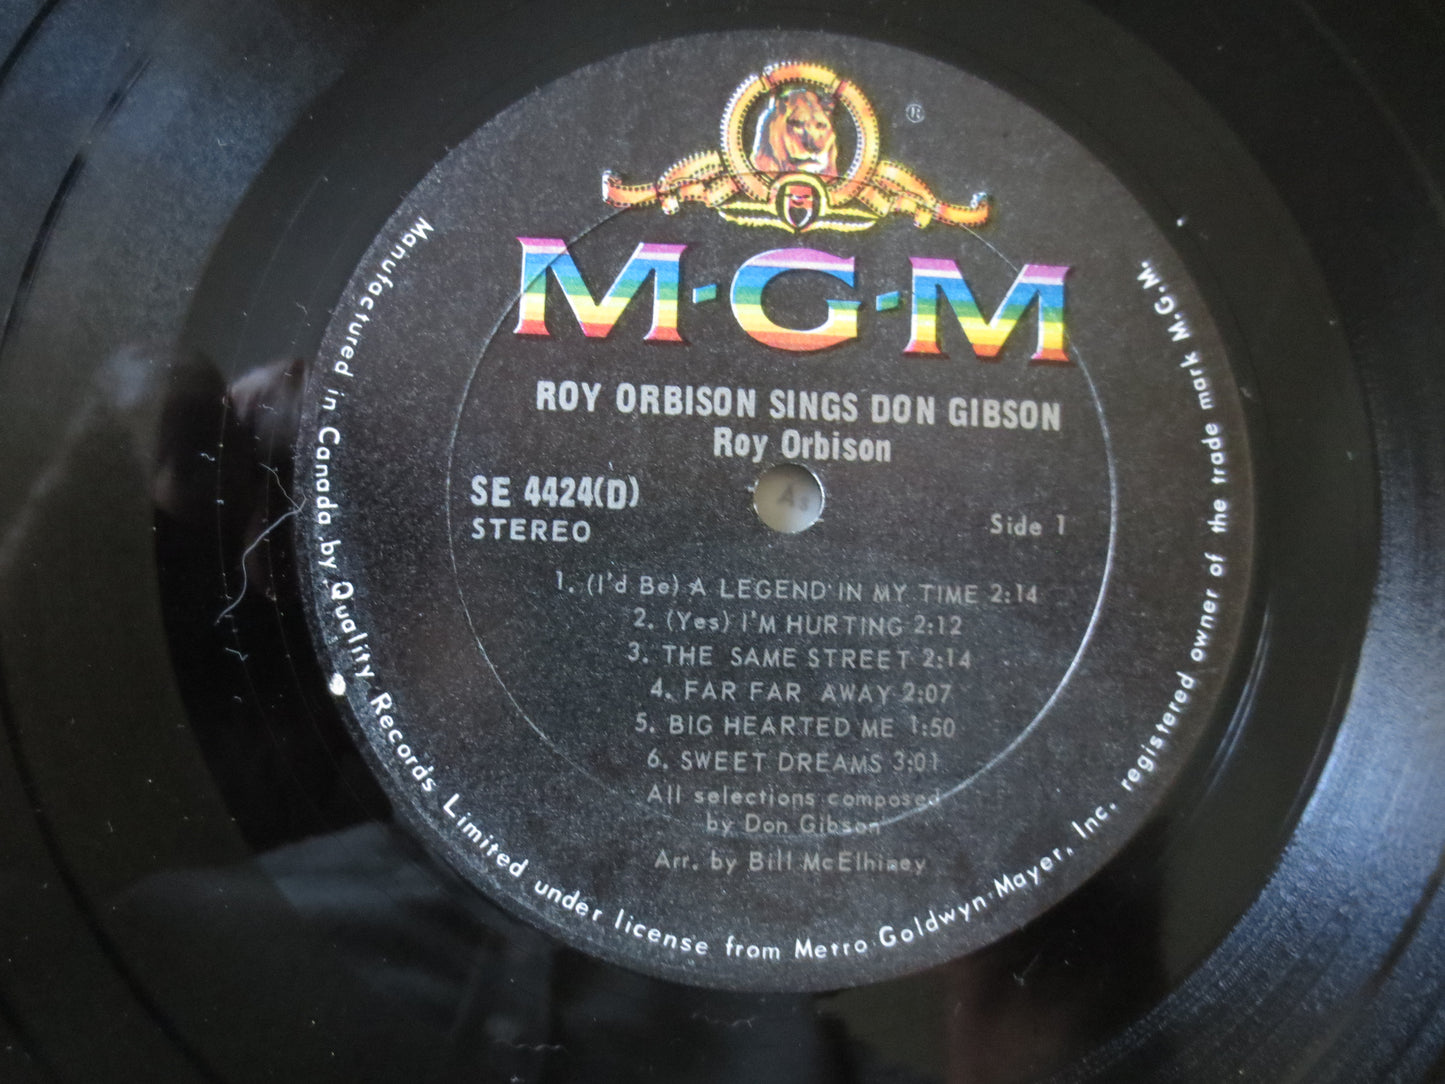 ®
M·G·M
ROY ORBISON SINGS DON GIBSON
Roy Orbison
SE 4424(D)
STEREO
Side 1
1. (I'd Be) A LEGEND IN MY TIME 2:14
2. (Yes) I'M HURTING 2:12
3. THE SAME STREET 2:14
4. FAR FAR AWAY 2:07
5. BIG HEARTED ME 1:50
6. SWEET DREAMS 3:01
All selections composed
by Don Gibson
Arr. by Bill McElhiney
Manufactured in Canada by Quality Records Limited under license from Metro-Goldwyn-Mayer, Inc. registered owner of the trade mark M.G.M.